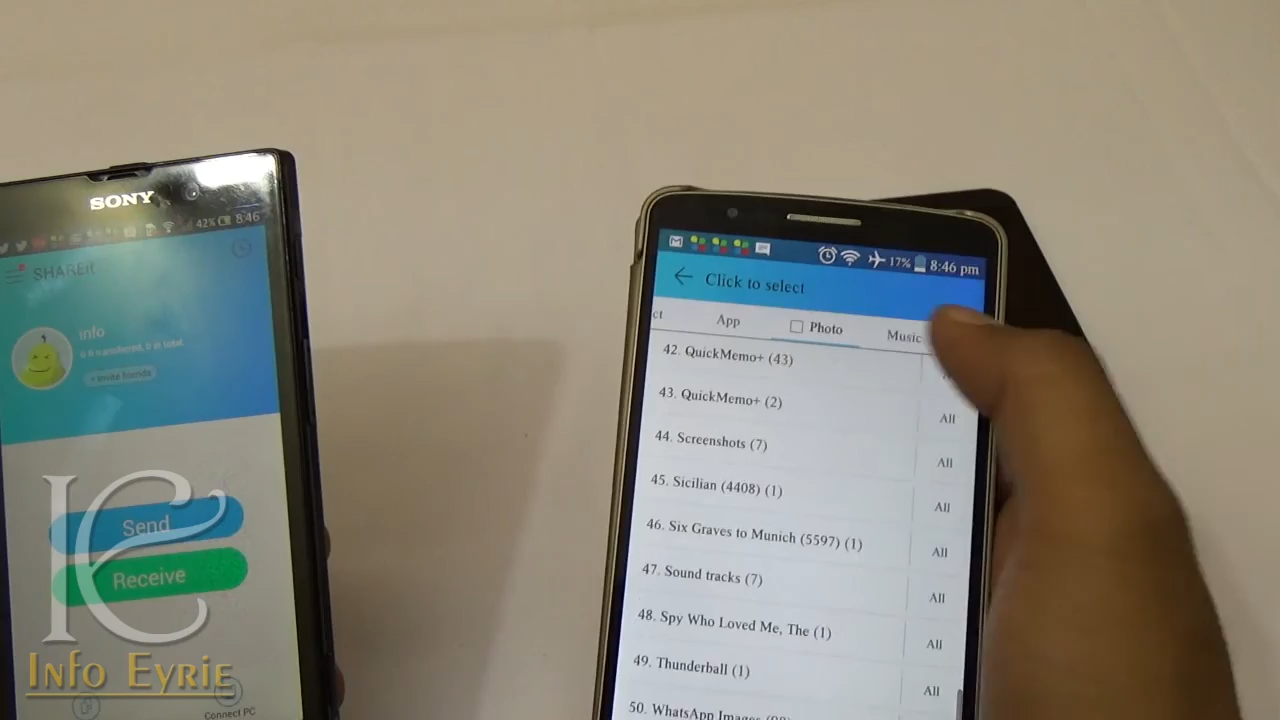 SONY
42% 8:46
SHAREit
info
+ Invite friends
Send
Receive
Connect PC
Info Eyrie
17% 8:46 pm
Click to select
ct App Photo Music
42. QuickMemo+ (43)
43. QuickMemo+ (2) All
44. Screenshots (7) All
45. Sicilian (4408) (1) All
46. Six Graves to Munich (5597) (1) All
47. Sound tracks (7) All
48. Spy Who Loved Me, The (1) All
49. Thunderball (1) All
50. WhatsApp Images